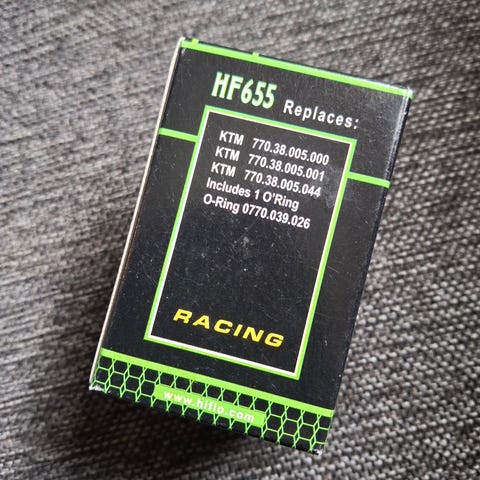 HF655 Replaces:
KTM 770.38.005.000
KTM 770.38.005.001
KTM 770.38.005.044
Includes 1 O'Ring
O-Ring 0770.039.026
RACING
www.hiflo.com